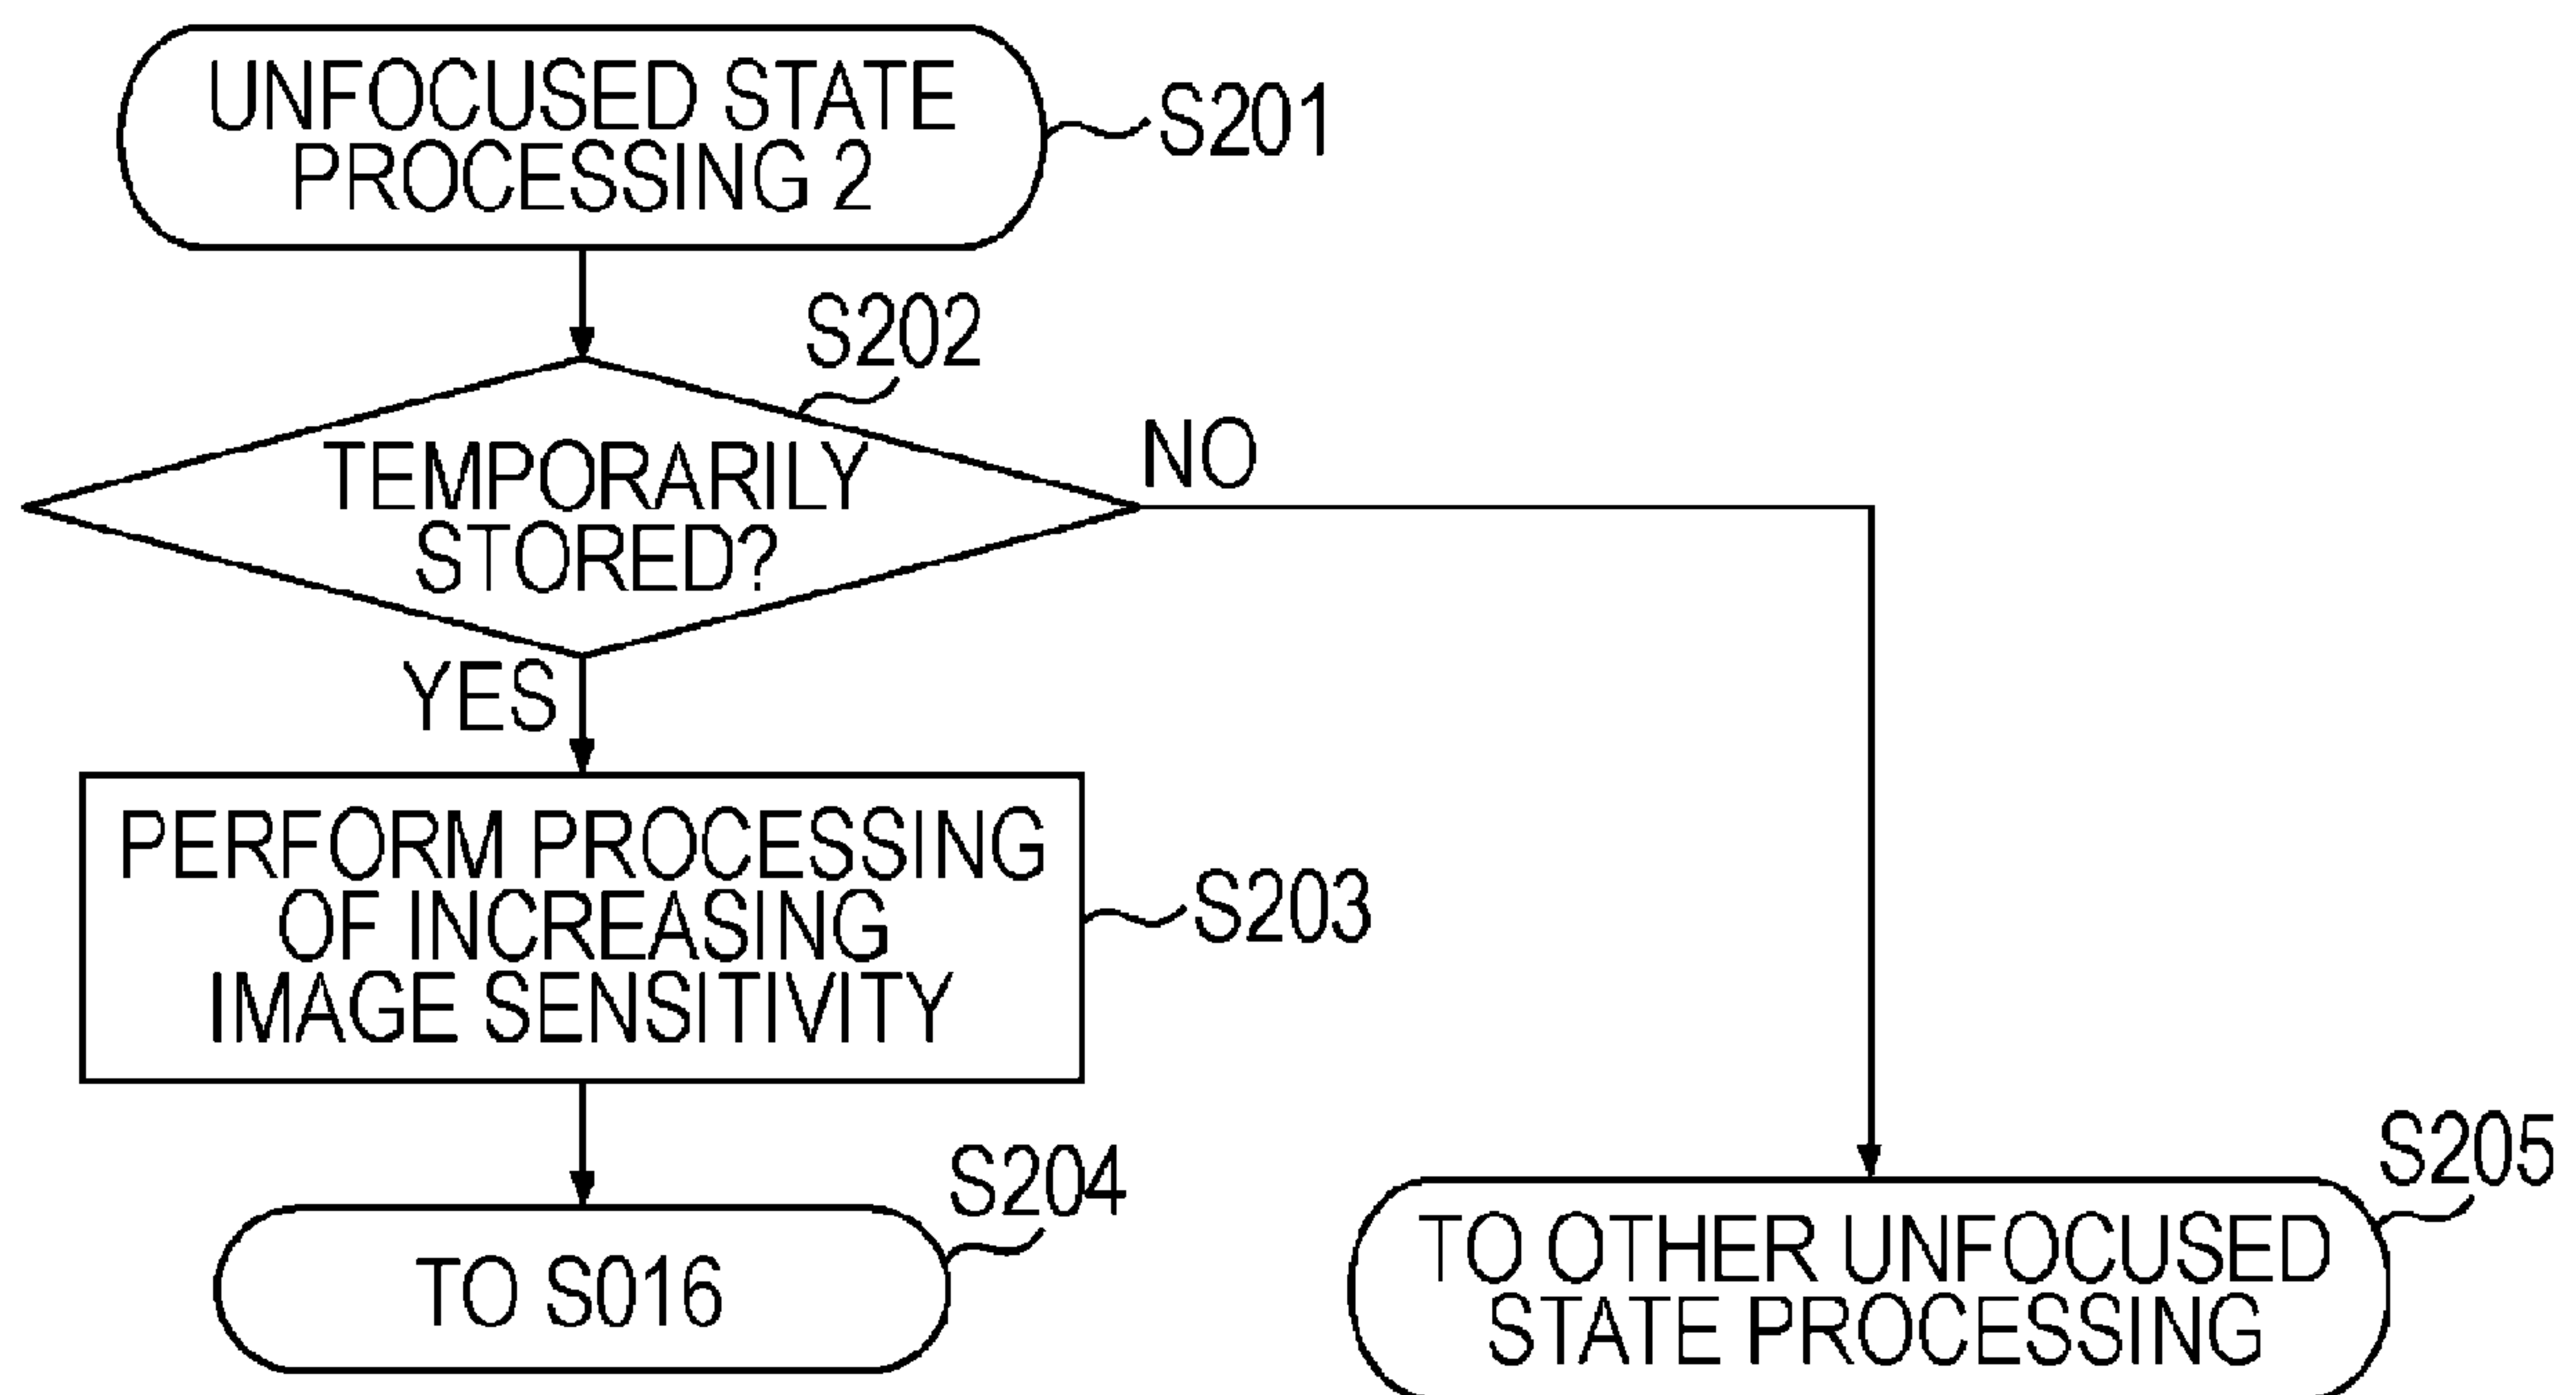 UNFOCUSED STATE
PROCESSING 2
S201
S202
TEMPORARILY
STORED?
NO
YES
PERFORM PROCESSING
OF INCREASING
IMAGE SENSITIVITY
S203
S204
TO S016
S205
TO OTHER UNFOCUSED
STATE PROCESSING